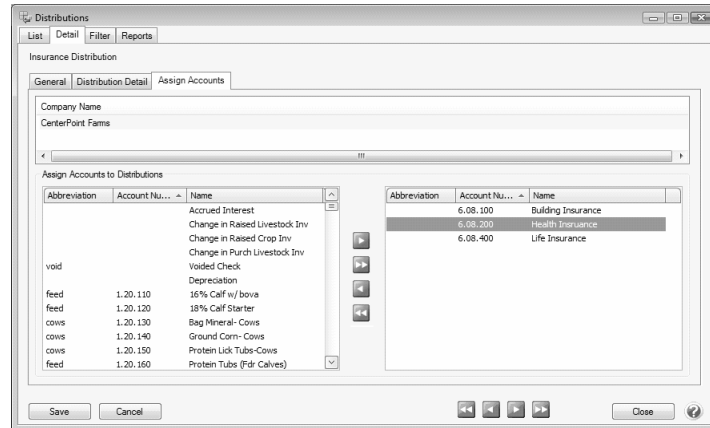 Distributions
List Detail Filter Reports
Insurance Distribution
General Distribution Detail Assign Accounts
Company Name
CenterPoint Farms
Assign Accounts to Distributions
Abbreviation Account Nu... Name
Accrued Interest
Change in Raised Livestock Inv
Change in Raised Crop Inv
Change in Purch Livestock Inv
void Voided Check
Depreciation
feed 1.20.110 16% Calf w/ bova
feed 1.20.120 18% Calf Starter
cows 1.20.130 Bag Mineral- Cows
cows 1.20.140 Ground Corn- Cows
cows 1.20.150 Protein Lick Tubs-Cows
feed 1.20.160 Protein Tubs (Fdr Calves)
Abbreviation Account Nu... Name
6.08.100 Building Insurance
6.08.200 Health Insruance
6.08.400 Life Insurance
Save Cancel Close ?